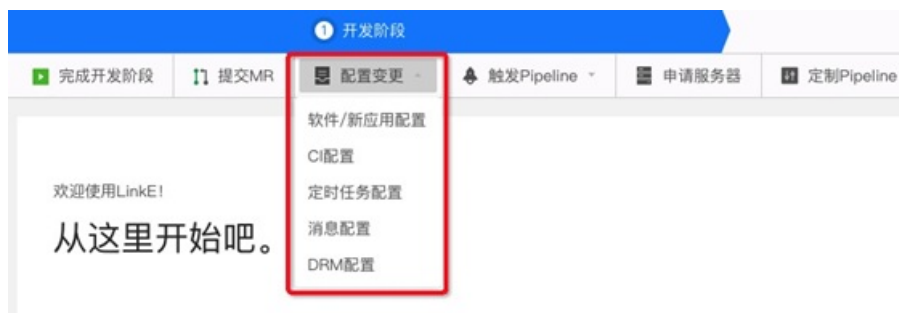 1 开发阶段
完成开发阶段 提交MR 配置变更 触发Pipeline 申请服务器 定制Pipeline
软件/新应用配置
CI配置
定时任务配置
消息配置
DRM配置
欢迎使用LinkE!
从这里开始吧。